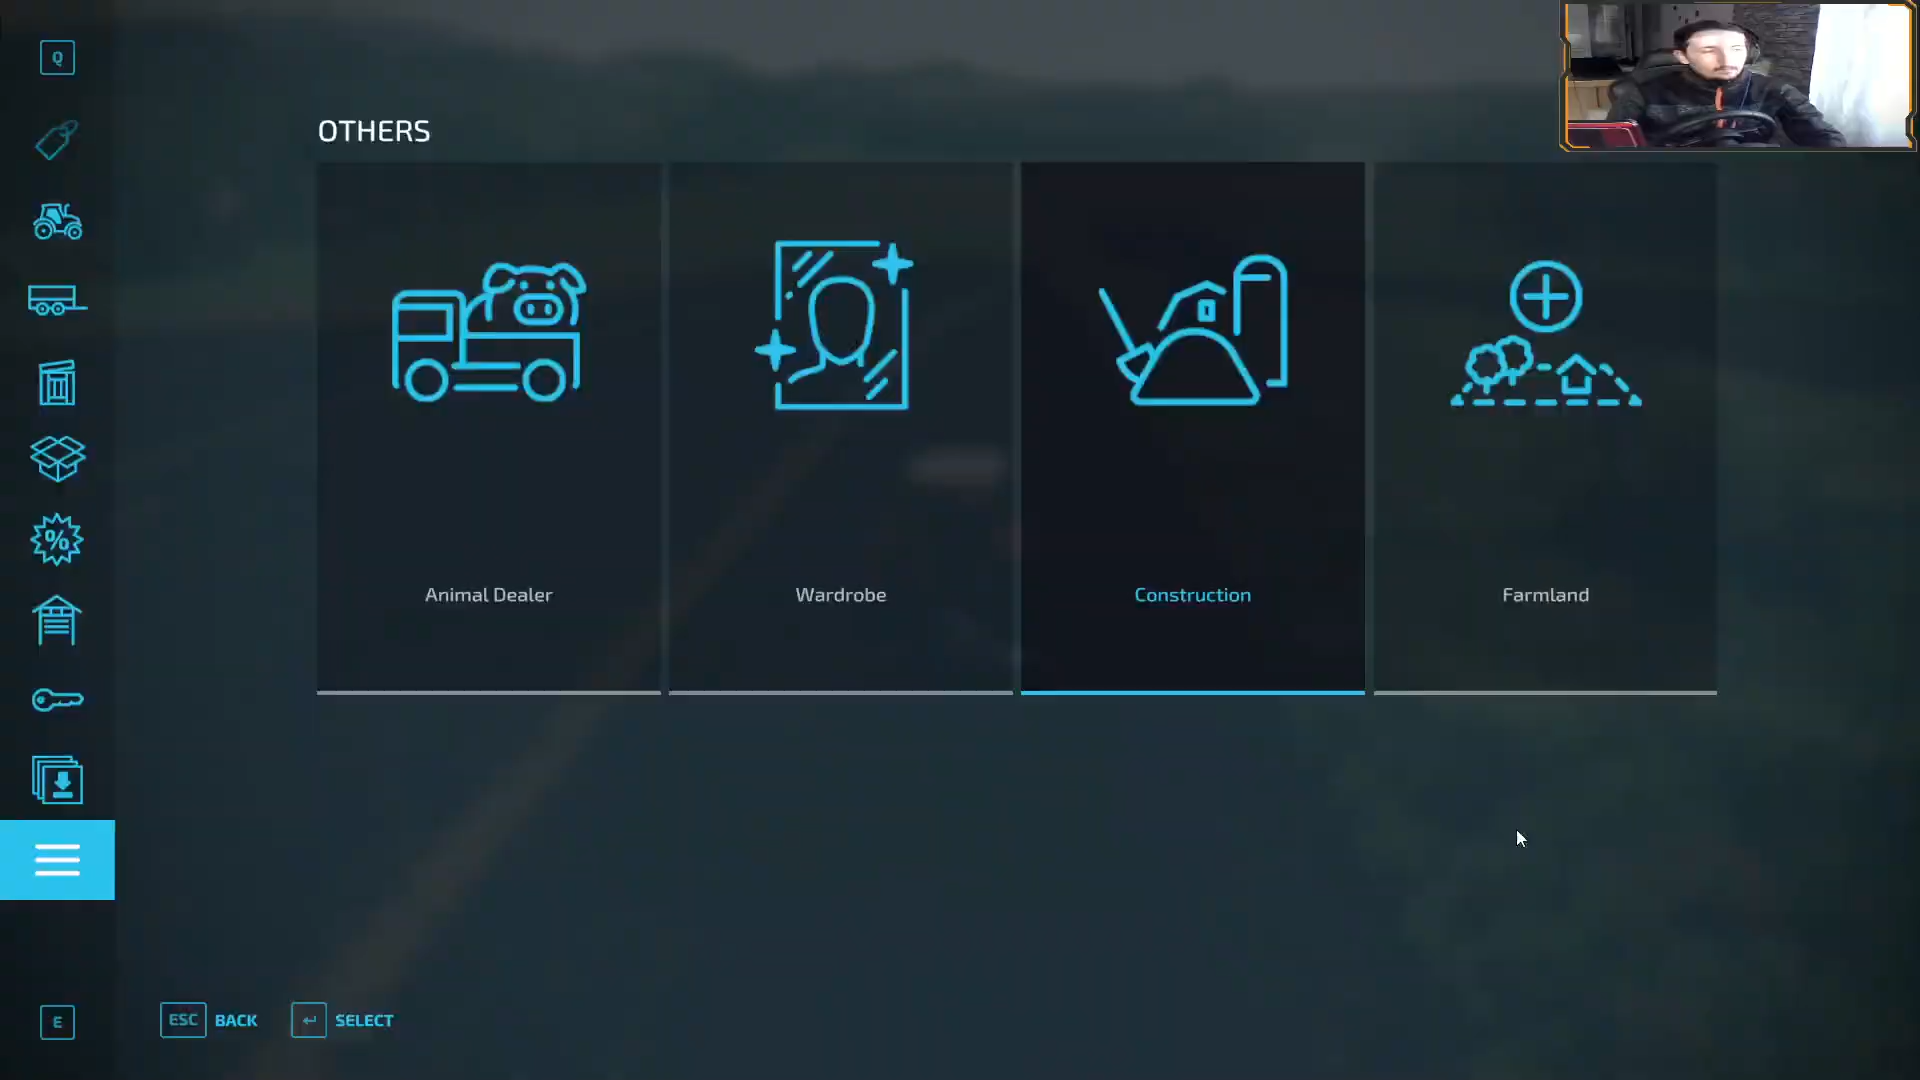 Q
OTHERS
%
Animal Dealer
Wardrobe
Construction
Farmland
E
ESC BACK
SELECT